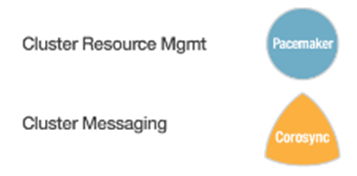 Cluster Resource Mgmt
Pacemaker
Cluster Messaging
Corosync